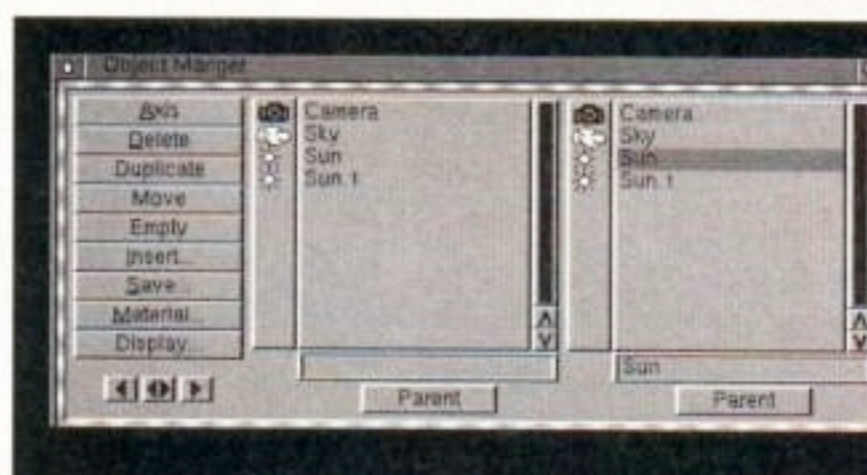 Object Manger
Axis
Delete
Duplicate
Move
Empty
Insert...
Save...
Material...
Display...
Camera
Sky
Sun
Sun.1
Parent
Camera
Sky
Sun
Sun.1
Sun
Parent